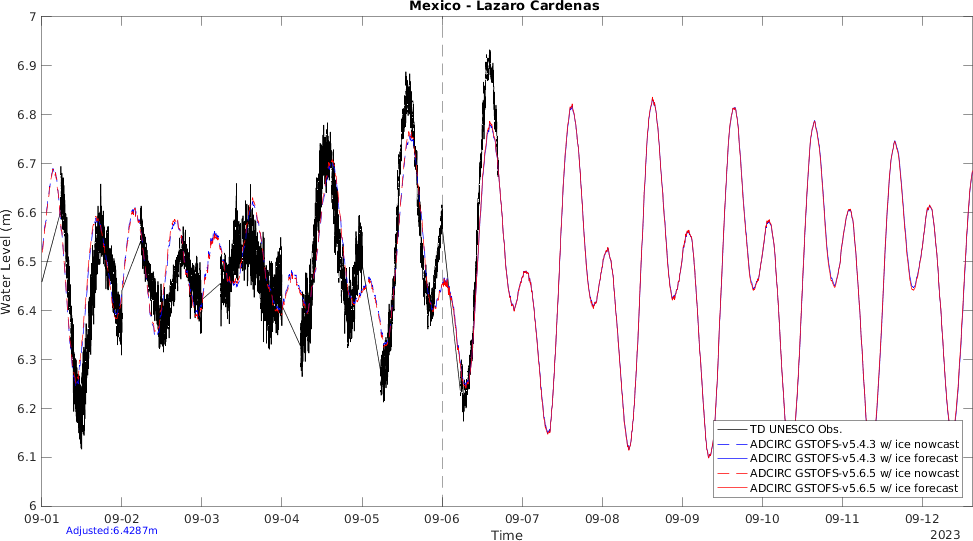 Mexico - Lazaro Cardenas
7
6.9
6.8
6.7
6.6
6.5
6.4
6.3
6.2
6.1
6
Water Level (m)
TD UNESCO Obs.
ADCIRC GSTOFS-v5.4.3 w/ ice nowcast
ADCIRC GSTOFS-v5.4.3 w/ ice forecast
ADCIRC GSTOFS-v5.6.5 w/ ice nowcast
ADCIRC GSTOFS-v5.6.5 w/ ice forecast
09-01 09-02 09-03 09-04 09-05 09-06 09-07 09-08 09-09 09-10 09-11 09-12
Adjusted:6.4287m
Time
2023